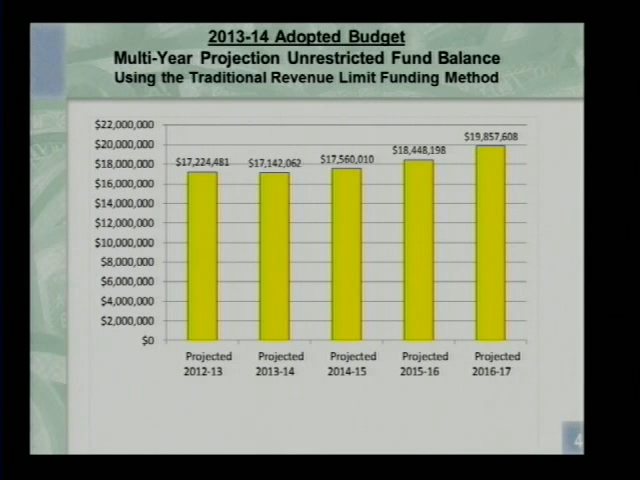 2013-14 Adopted Budget
Multi-Year Projection Unrestricted Fund Balance
Using the Traditional Revenue Limit Funding Method
$22,000,000
$20,000,000
$18,000,000
$16,000,000
$14,000,000
$12,000,000
$10,000,000
$8,000,000
$6,000,000
$4,000,000
$2,000,000
$0
$17,224,481
$17,142,062
$17,560,010
$18,448,198
$19,857,608
Projected
2012-13
Projected
2013-14
Projected
2014-15
Projected
2015-16
Projected
2016-17
4